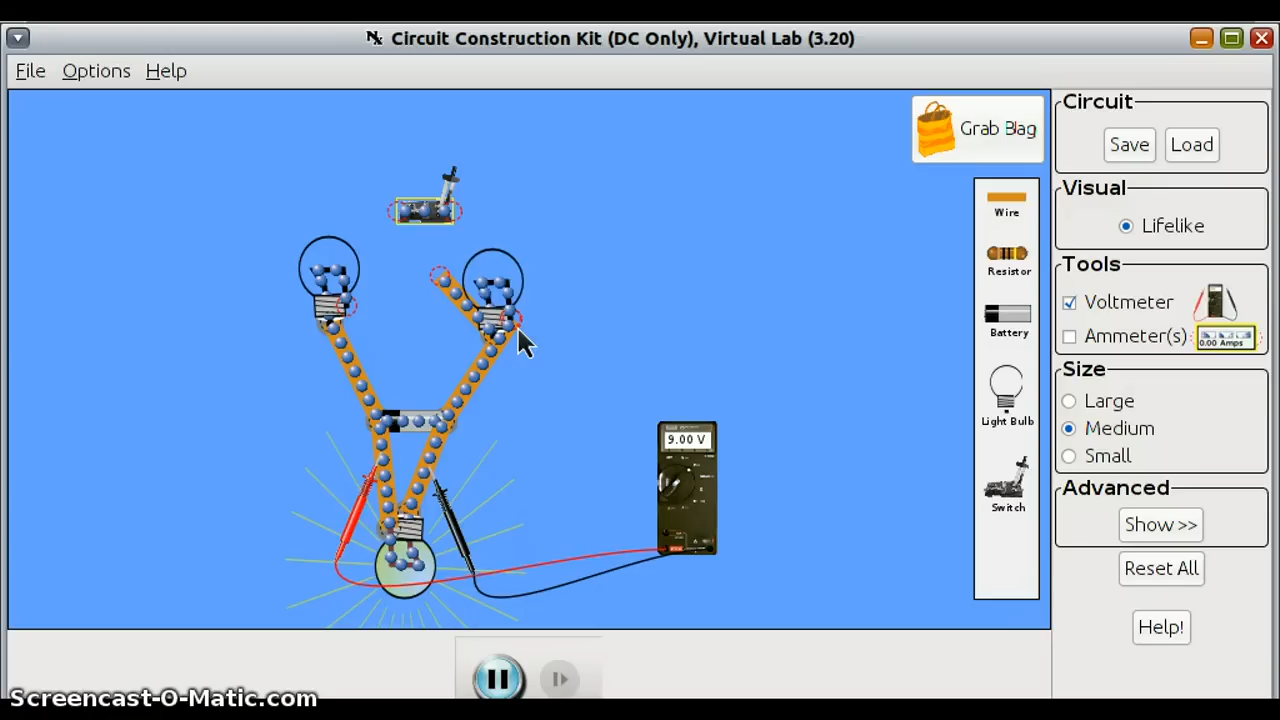 Circuit Construction Kit (DC Only), Virtual Lab (3.20)
File Options Help
Grab Bag
Wire
Resistor
Battery
Light Bulb
Switch
9.00 V
Circuit
Save Load
Visual
Lifelike
Tools
Voltmeter
Ammeter(s)
0.00 Amps
Size
Large
Medium
Small
Advanced
Show >>
Reset All
Help!
Screencast-O-Matic.com